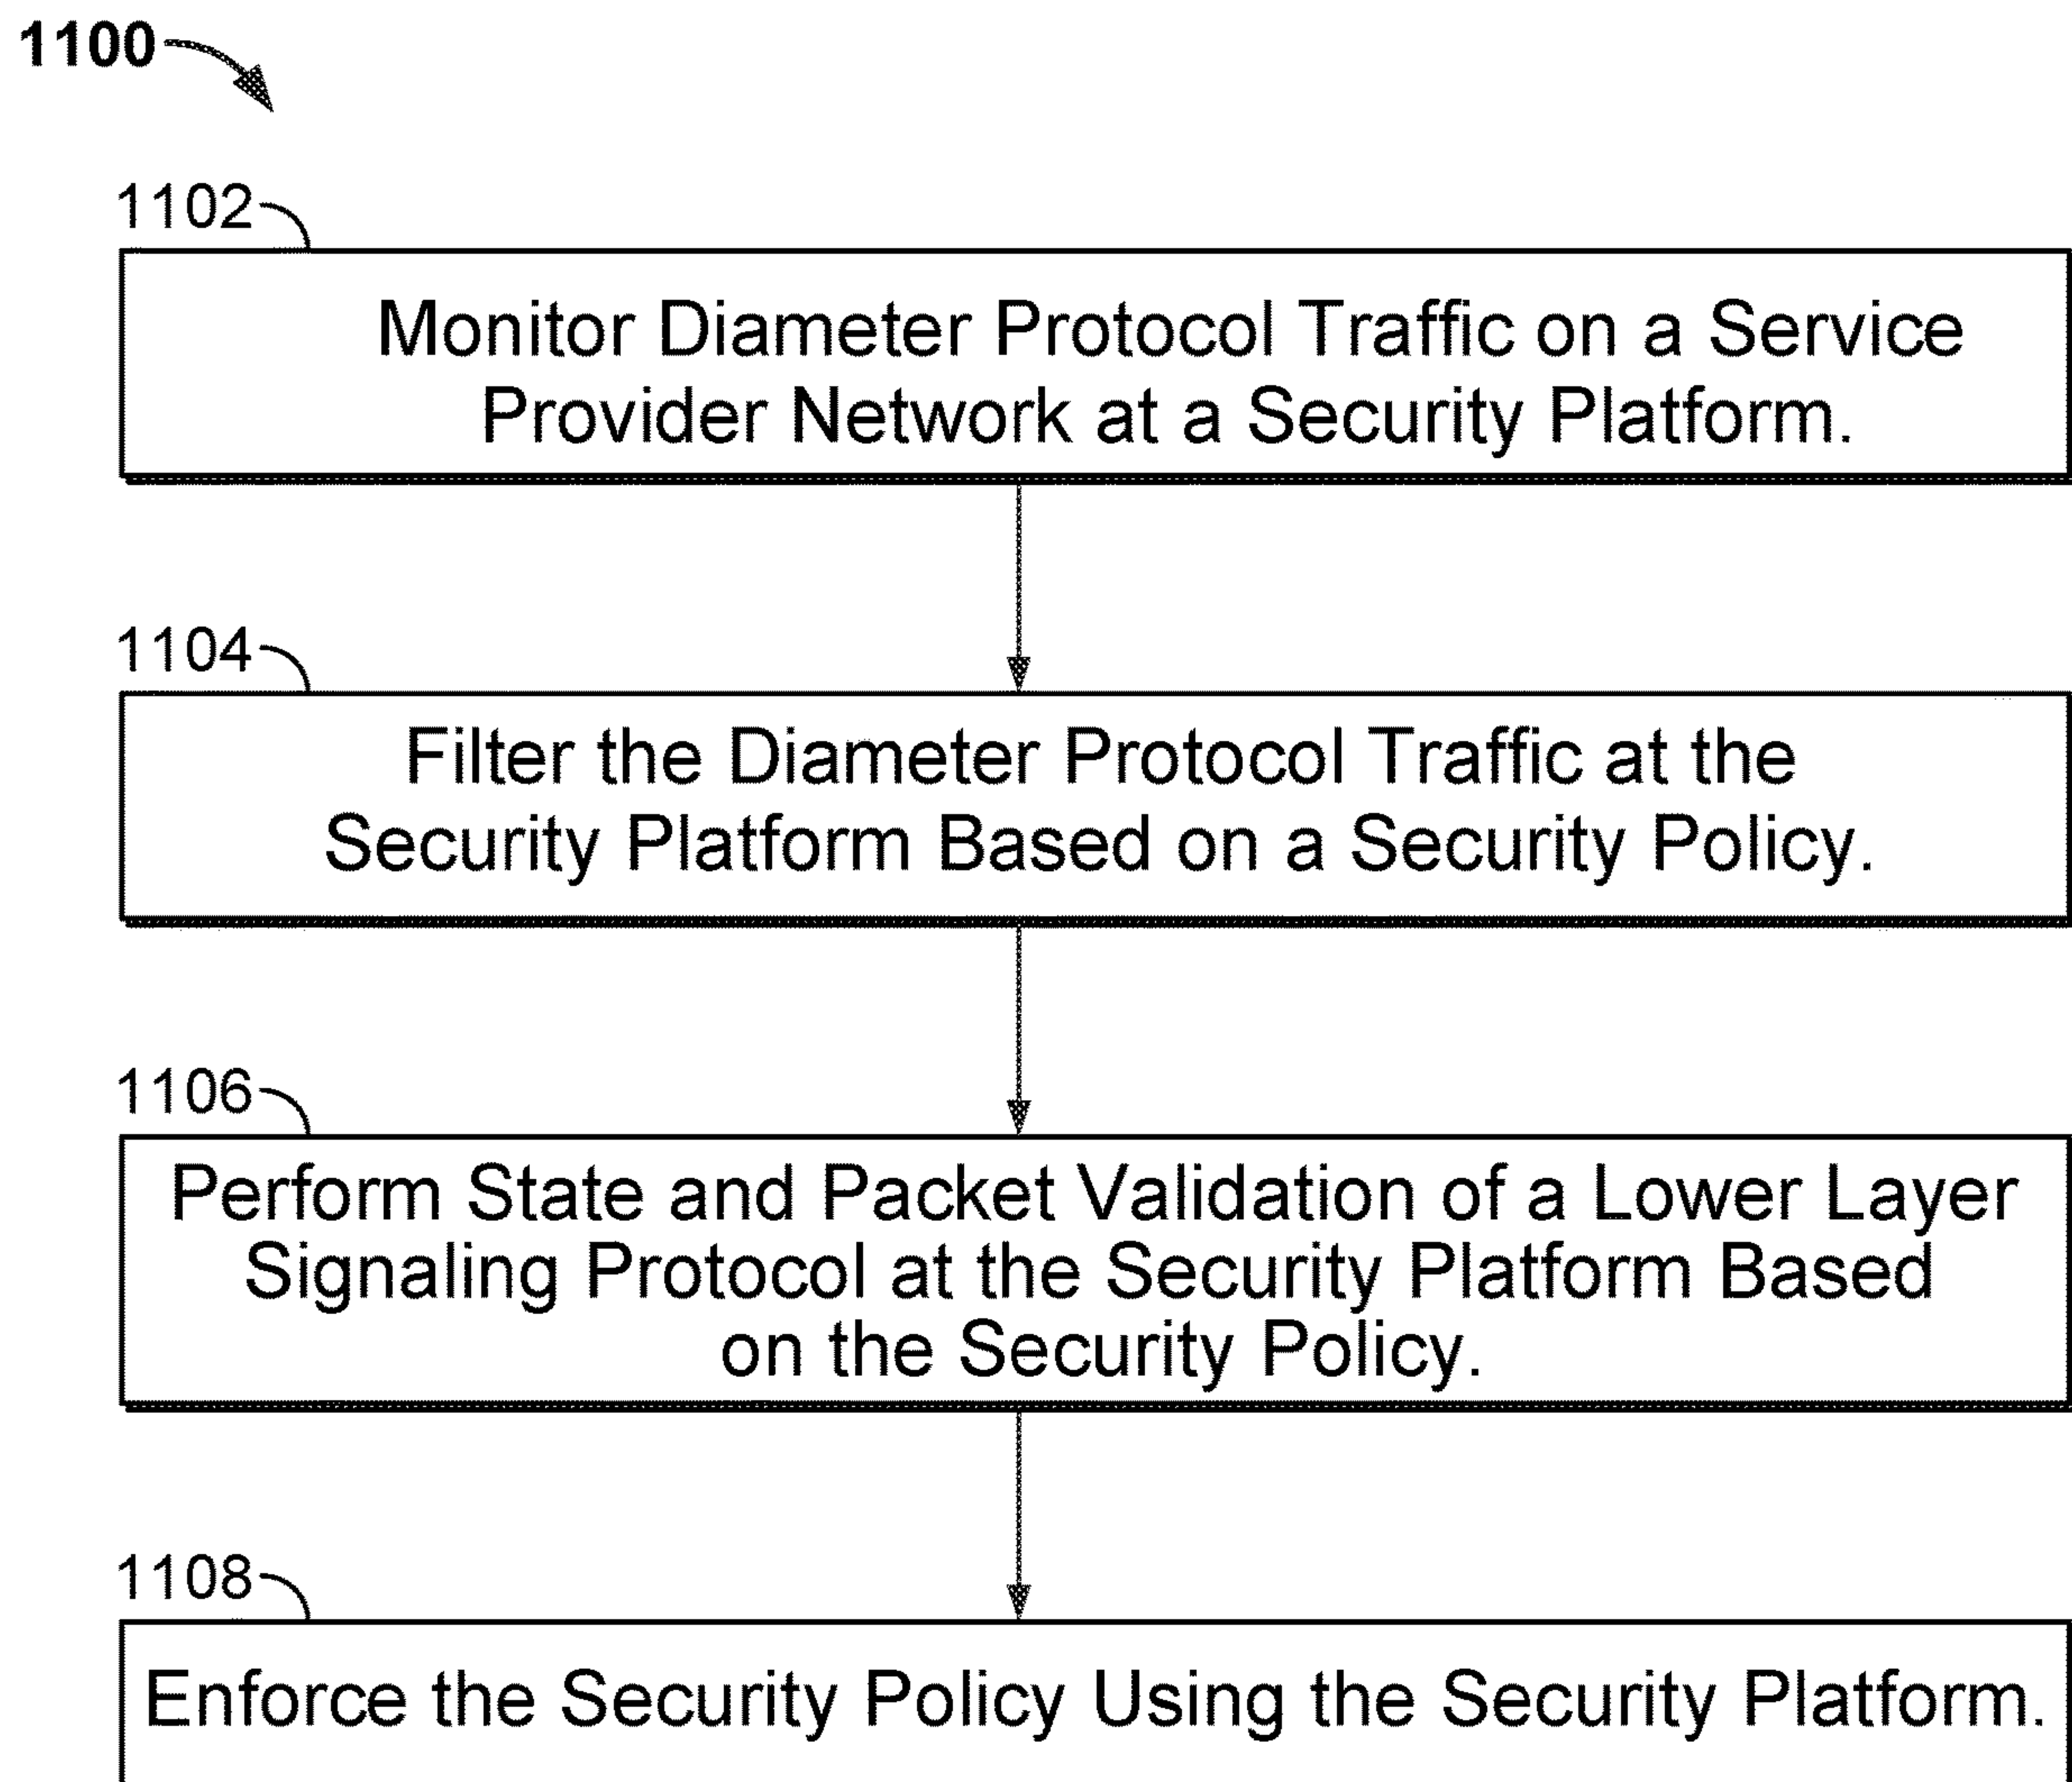 1100
1102
Monitor Diameter Protocol Traffic on a Service
Provider Network at a Security Platform.
1104
Filter the Diameter Protocol Traffic at the
Security Platform Based on a Security Policy.
1106
Perform State and Packet Validation of a Lower Layer
Signaling Protocol at the Security Platform Based
on the Security Policy.
1108
Enforce the Security Policy Using the Security Platform.